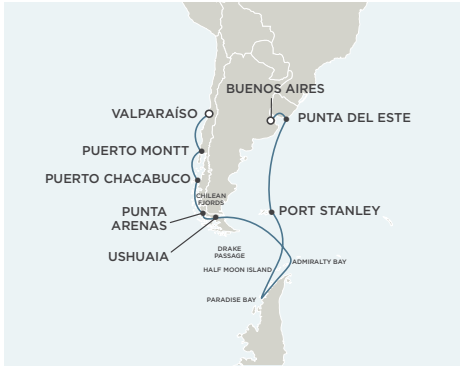 BUENOS AIRES
VALPARAÍSO
PUNTA DEL ESTE
PUERTO MONTT
PUERTO CHACABUCO
CHILEAN
FJORDS
PUNTA
ARENAS
PORT STANLEY
USHUAIA
DRAKE
PASSAGE
ADMIRALTY BAY
HALF MOON ISLAND
PARADISE BAY